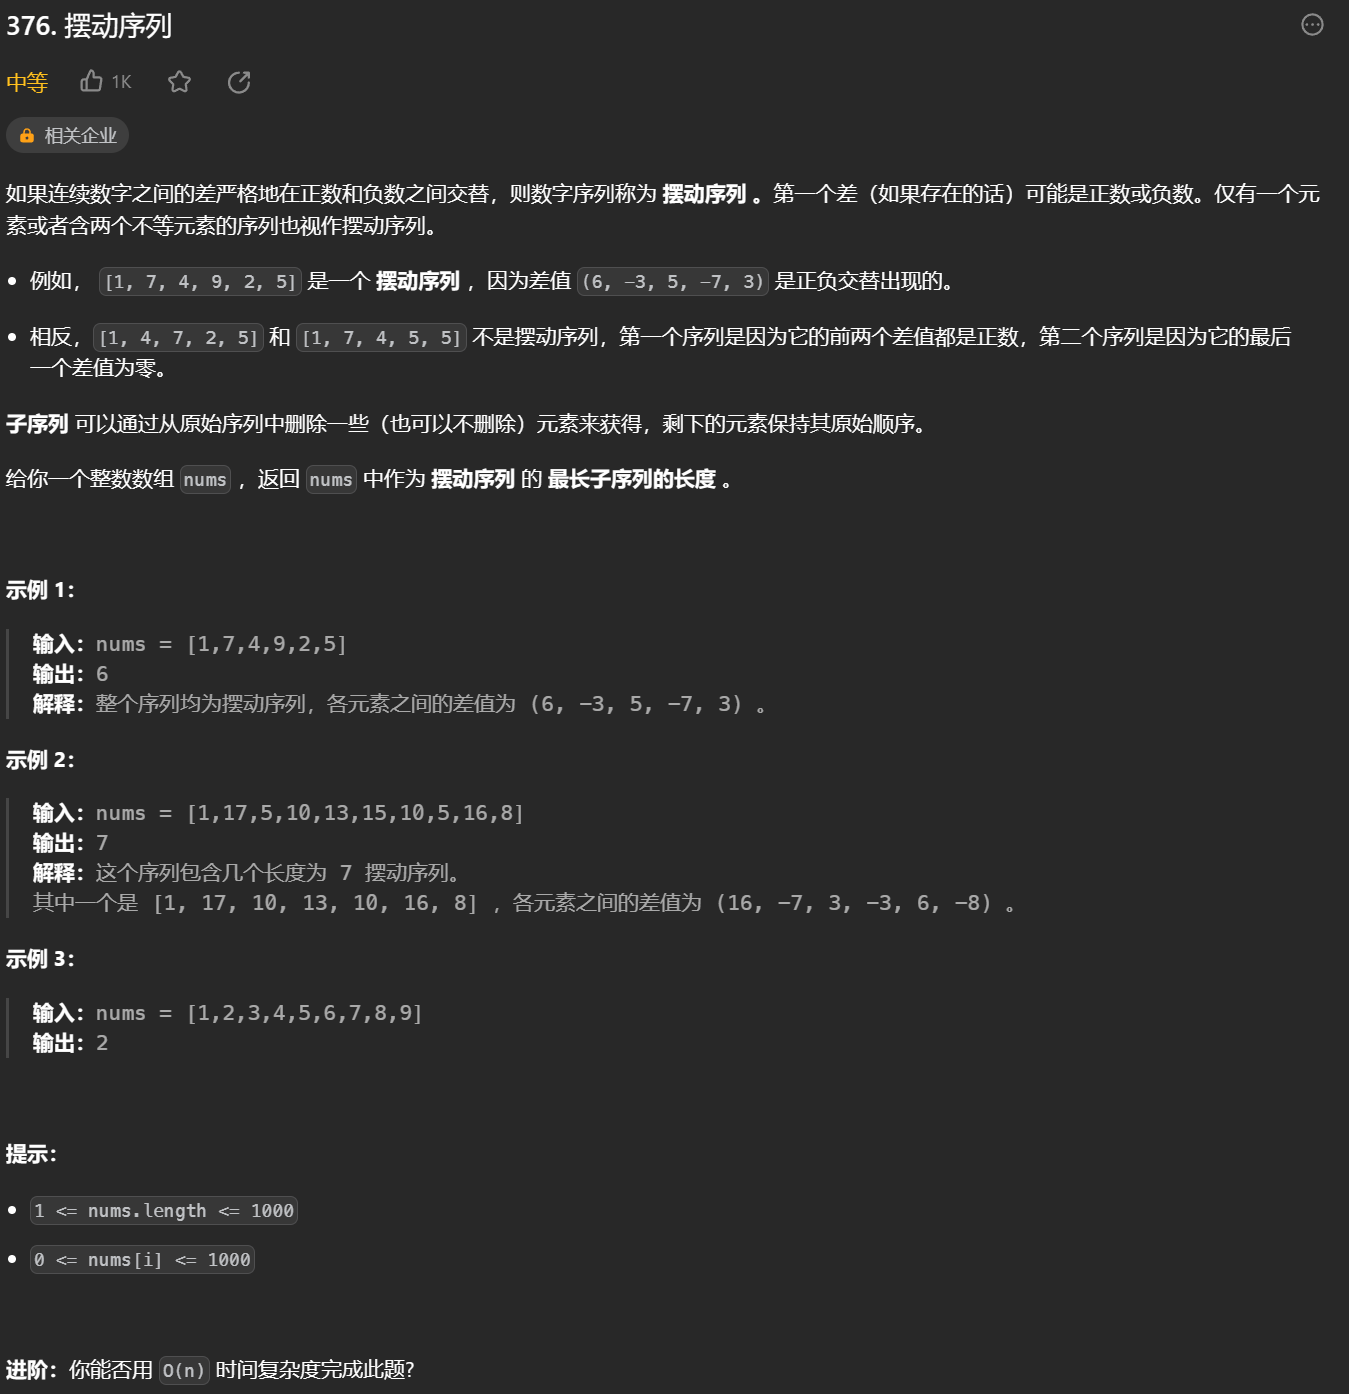 376. 摆动序列
中等 1K
相关企业
如果连续数字之间的差严格地在正数和负数之间交替，则数字序列称为 摆动序列 。第一个差（如果存在的话）可能是正数或负数。仅有一个元
素或者含两个不等元素的序列也视作摆动序列。
• 例如， [1, 7, 4, 9, 2, 5] 是一个 摆动序列 ，因为差值 (6, -3, 5, -7, 3) 是正负交替出现的。
• 相反，[1, 4, 7, 2, 5] 和 [1, 7, 4, 5, 5] 不是摆动序列，第一个序列是因为它的前两个差值都是正数，第二个序列是因为它的最后
一个差值为零。
子序列 可以通过从原始序列中删除一些（也可以不删除）元素来获得，剩下的元素保持其原始顺序。
给你一个整数数组 nums ，返回 nums 中作为 摆动序列 的 最长子序列的长度 。
示例 1：
输入：nums = [1,7,4,9,2,5]
输出：6
解释：整个序列均为摆动序列，各元素之间的差值为 (6, -3, 5, -7, 3) 。
示例 2：
输入：nums = [1,17,5,10,13,15,10,5,16,8]
输出：7
解释：这个序列包含几个长度为 7 摆动序列。
其中一个是 [1, 17, 10, 13, 10, 16, 8] ，各元素之间的差值为 (16, -7, 3, -3, 6, -8) 。
示例 3：
输入：nums = [1,2,3,4,5,6,7,8,9]
输出：2
提示：
• 1 <= nums.length <= 1000
• 0 <= nums[i] <= 1000
进阶：你能否用 O(n) 时间复杂度完成此题?